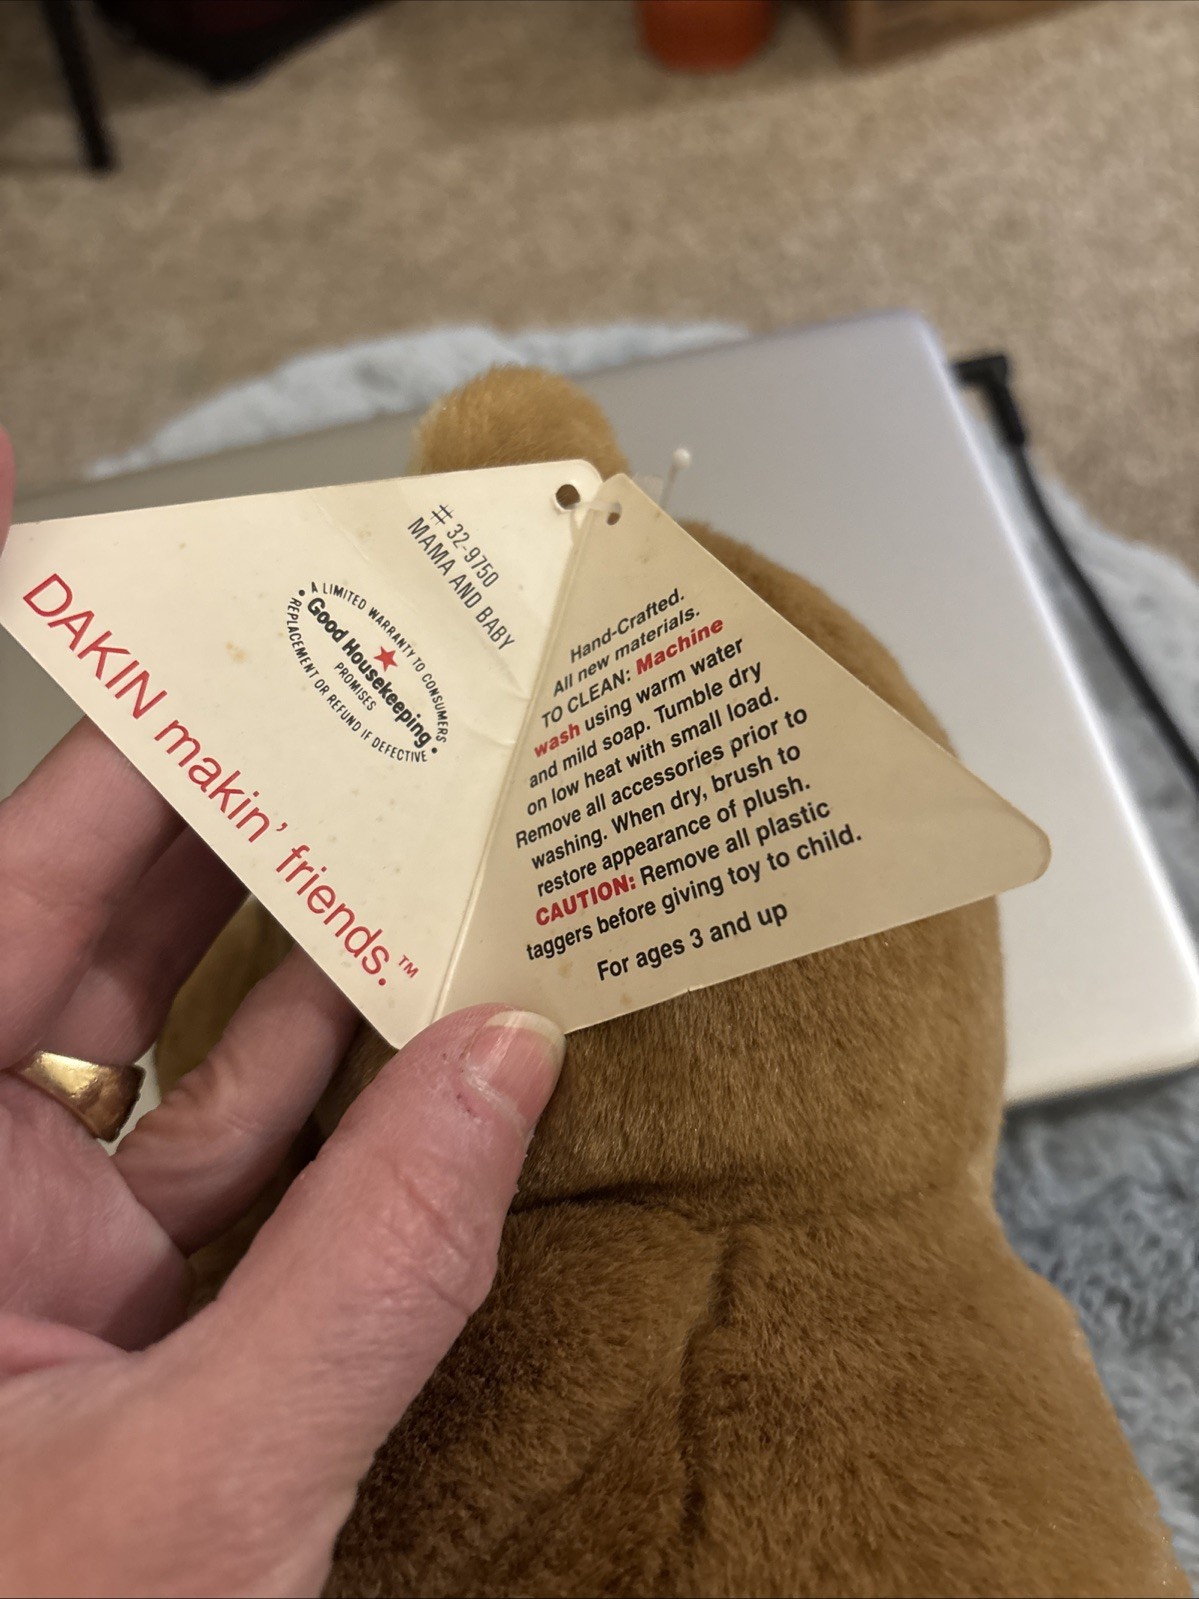 # 32-9750
MAMA AND BABY
A LIMITED WARRANTY TO CONSUMERS
Good Housekeeping
PROMISES
REPLACEMENT OR REFUND IF DEFECTIVE
DAKIN makin' friends.™
Hand-Crafted.
All new materials.
TO CLEAN: Machine
wash using warm water
and mild soap. Tumble dry
on low heat with small load.
Remove all accessories prior to
washing. When dry, brush to
restore appearance of plush.
CAUTION: Remove all plastic
taggers before giving toy to child.
For ages 3 and up